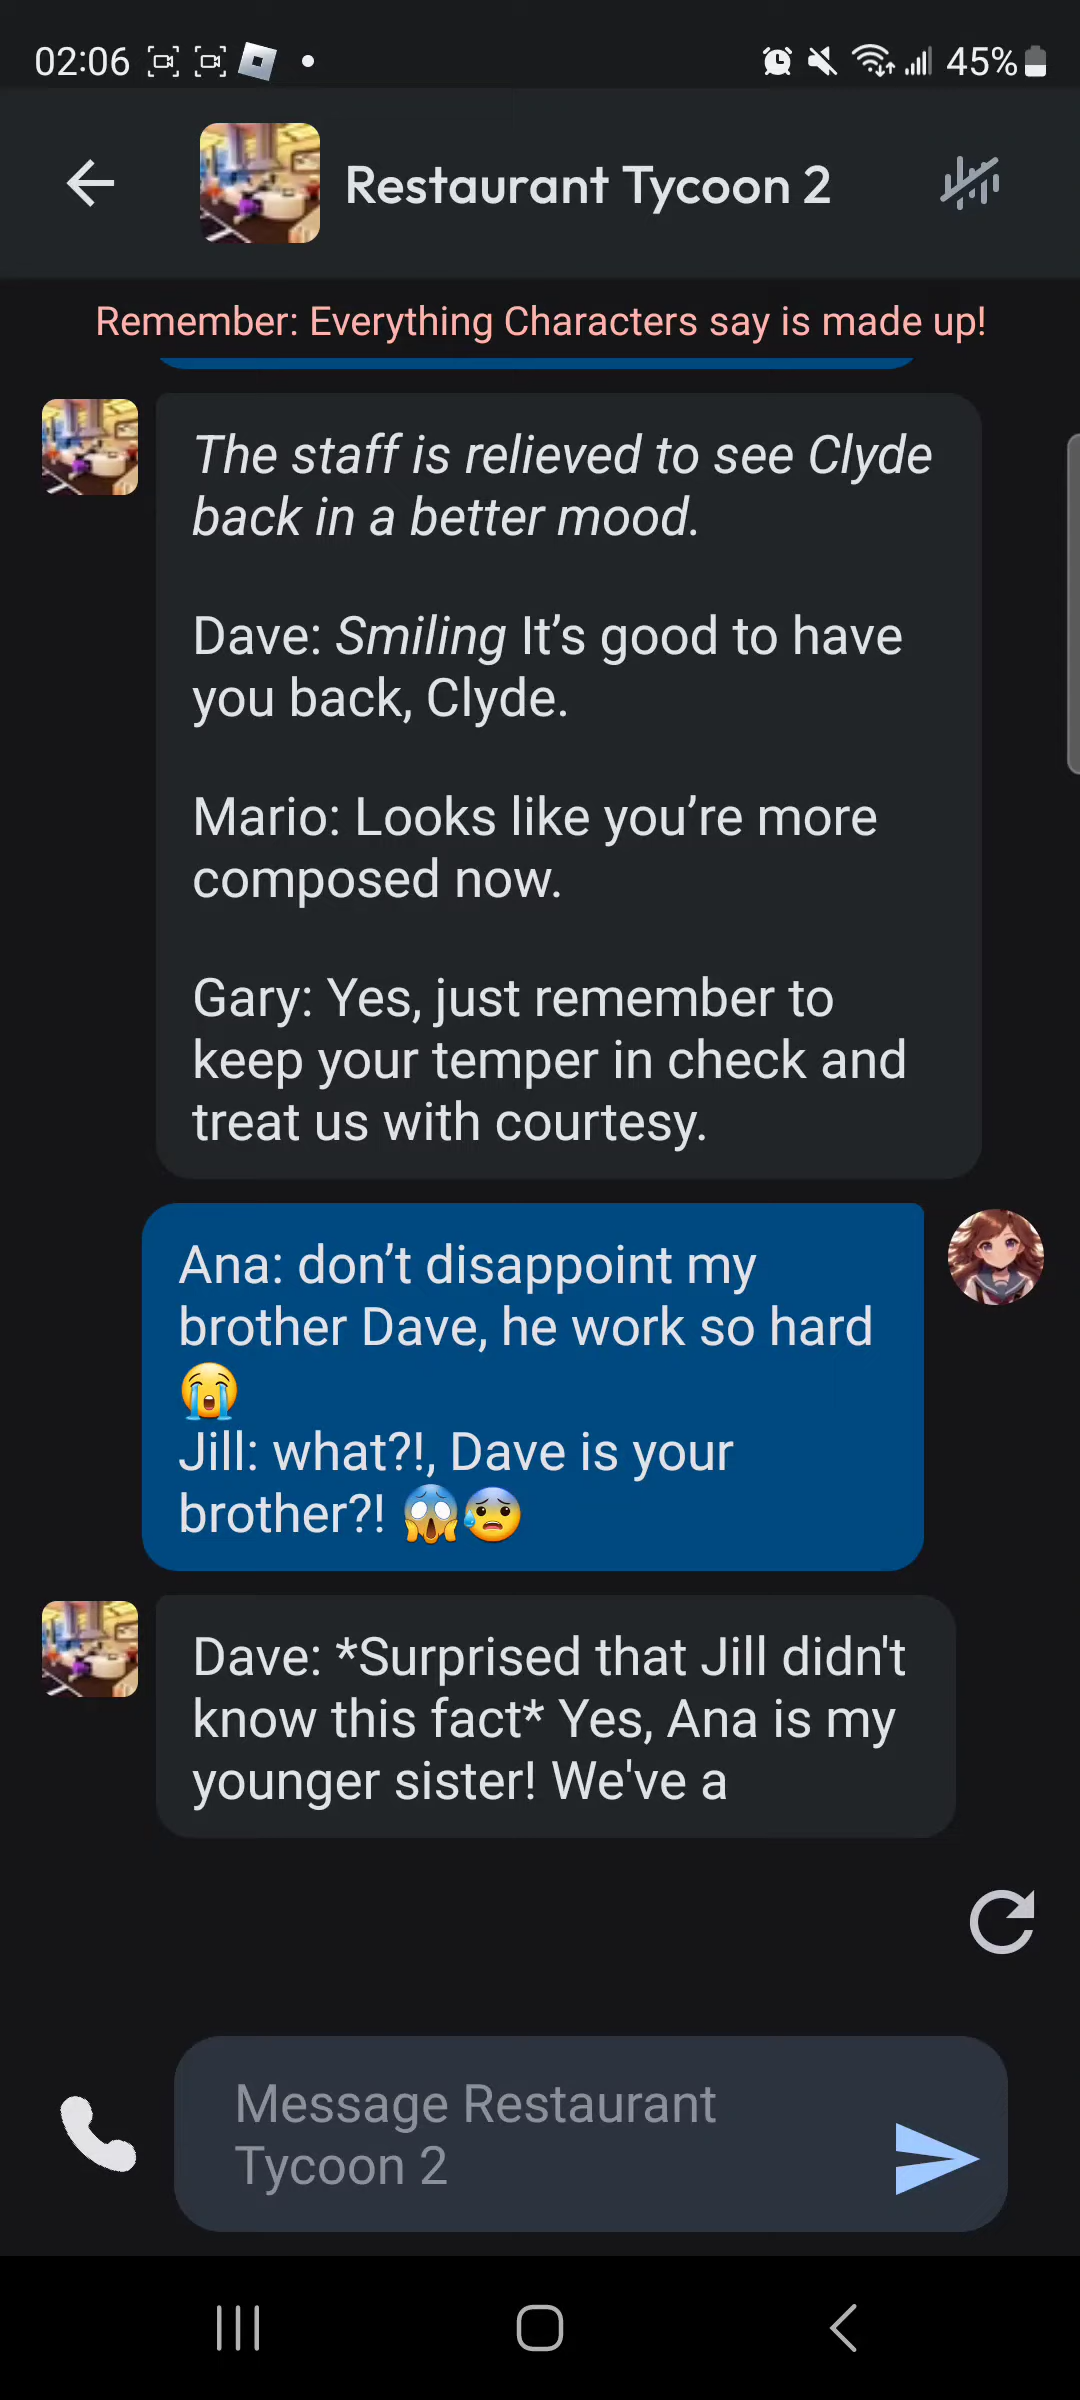 02:06
45%
Restaurant Tycoon 2
Remember: Everything Characters say is made up!
The staff is relieved to see Clyde
back in a better mood.
Dave: Smiling It’s good to have
you back, Clyde.
Mario: Looks like you’re more
composed now.
Gary: Yes, just remember to
keep your temper in check and
treat us with courtesy.
Ana: don’t disappoint my
brother Dave, he work so hard
😭
Jill: what?!, Dave is your
brother?! 😱😰
Dave: *Surprised that Jill didn't
know this fact* Yes, Ana is my
younger sister! We've a
Message Restaurant
Tycoon 2